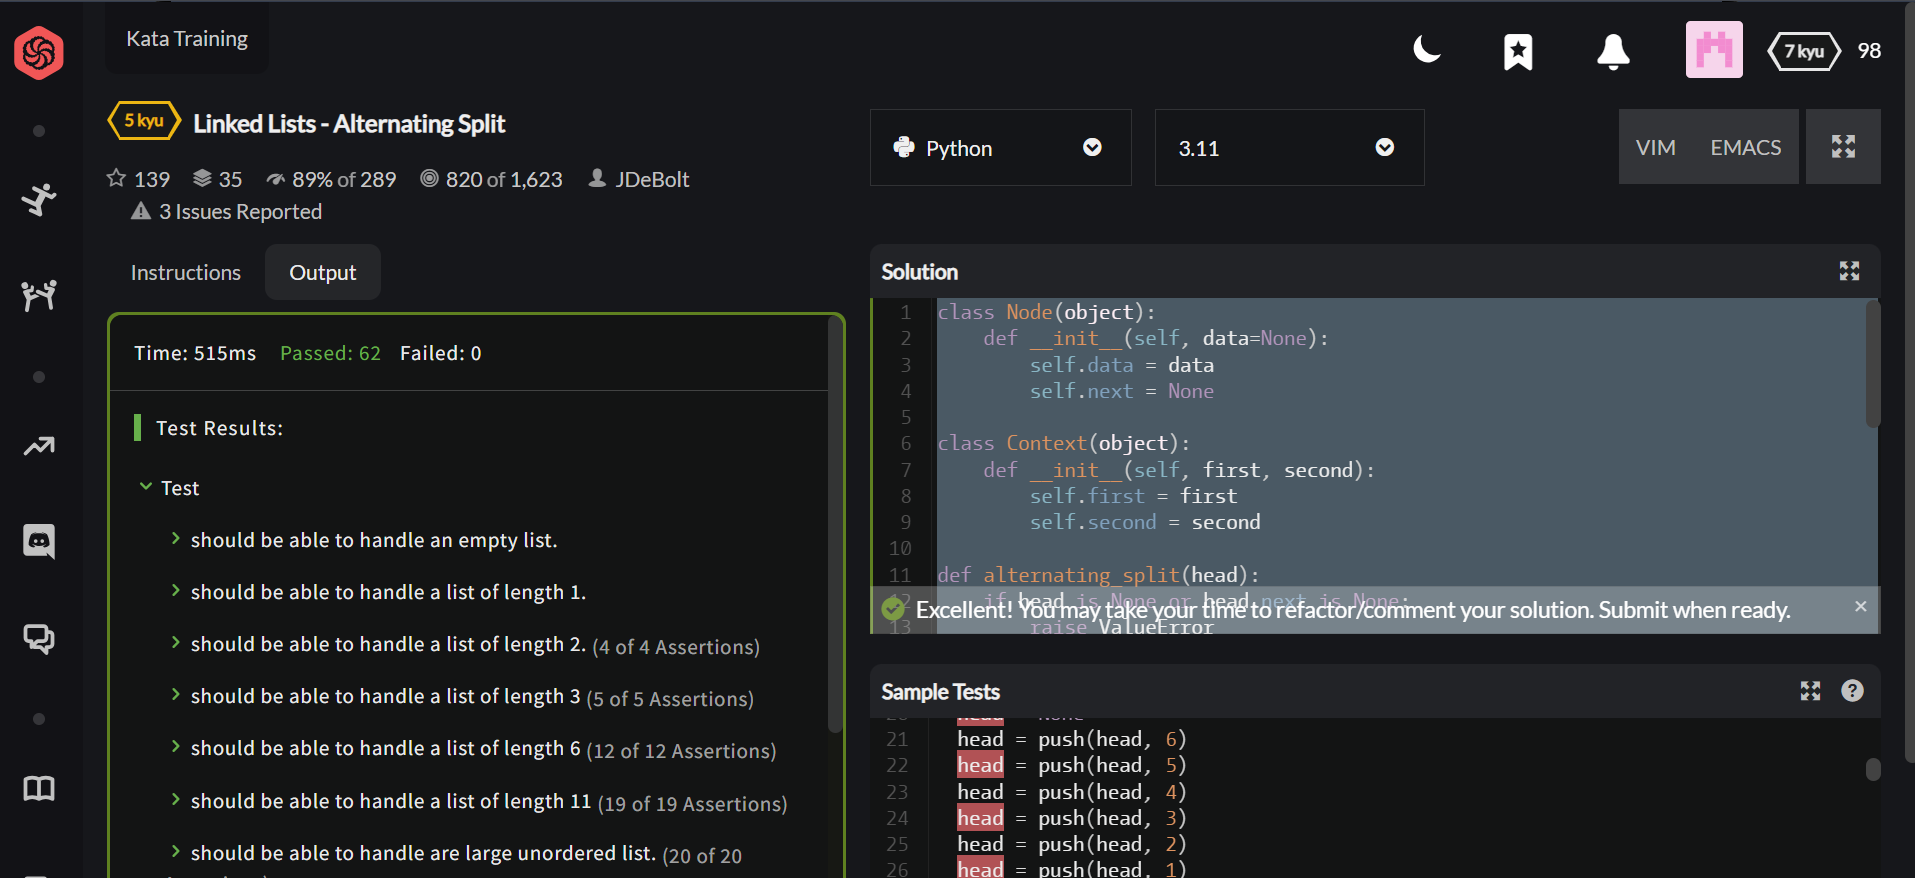 Kata Training
7 kyu 98
5 kyu Linked Lists - Alternating Split
139 35 89% of 289 820 of 1,623 JDeBolt
3 Issues Reported
Python
3.11
VIM EMACS
Instructions Output
Time: 515ms Passed: 62 Failed: 0
Test Results:
Test
should be able to handle an empty list.
should be able to handle a list of length 1.
should be able to handle a list of length 2. (4 of 4 Assertions)
should be able to handle a list of length 3 (5 of 5 Assertions)
should be able to handle a list of length 6 (12 of 12 Assertions)
should be able to handle a list of length 11 (19 of 19 Assertions)
should be able to handle are large unordered list. (20 of 20
Solution
1 class Node(object):
2 def __init__(self, data=None):
3 self.data = data
4 self.next = None
5
6 class Context(object):
7 def __init__(self, first, second):
8 self.first = first
9 self.second = second
10
11 def alternating_split(head):
12 if head is None or head.next is None:
Excellent! You may take your time to refactor/comment your solution. Submit when ready.
13 raise ValueError
Sample Tests
20 head = None
21 head = push(head, 6)
22 head = push(head, 5)
23 head = push(head, 4)
24 head = push(head, 3)
25 head = push(head, 2)
26 head = push(head, 1)